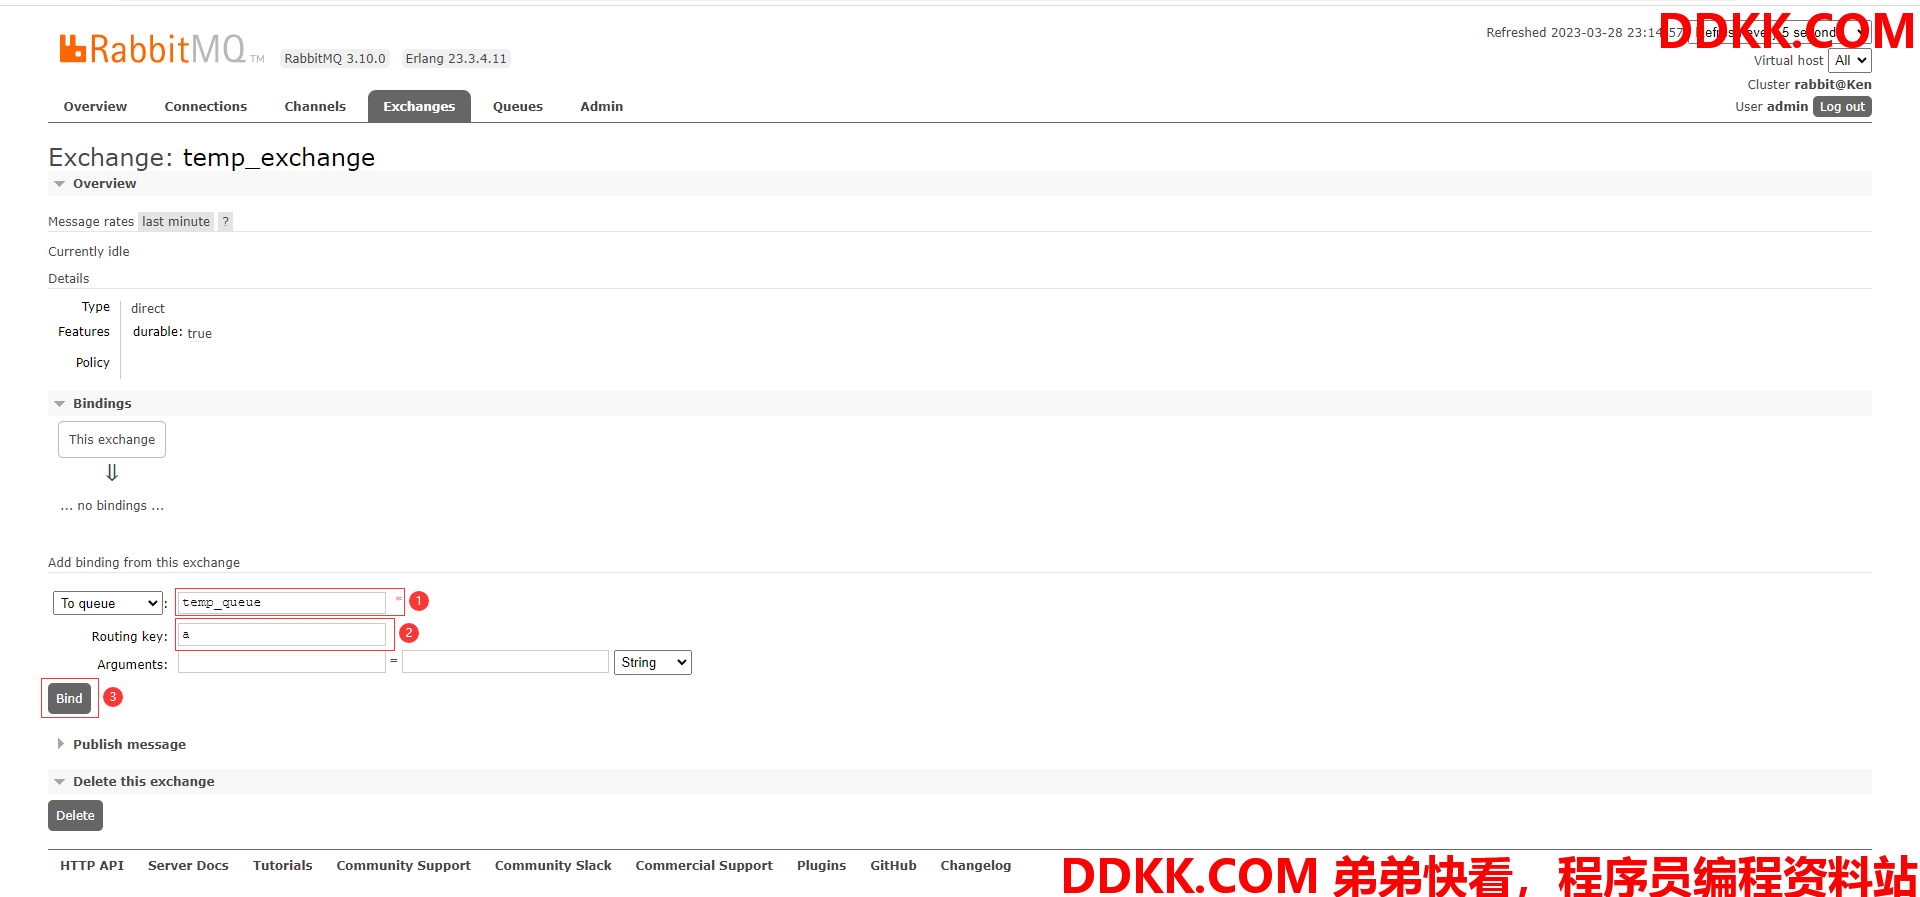 RabbitMQ TM
RabbitMQ 3.10.0
Erlang 23.3.4.11
Refreshed 2023-03-28 23:14:57
Refresh every 5 seconds
DDKK.COM
Virtual host All
Cluster rabbit@Ken
User admin Log out
Overview Connections Channels Exchanges Queues Admin
Exchange: temp_exchange
Overview
Message rates last minute ?
Currently idle
Details
Type direct
Features durable: true
Policy
Bindings
This exchange
⇓
... no bindings ...
Add binding from this exchange
To queue : temp_queue * 1
Routing key: a 2
Arguments: = String
Bind 3
Publish message
Delete this exchange
Delete
HTTP API Server Docs Tutorials Community Support Community Slack Commercial Support Plugins GitHub Changelog
DDKK.COM 弟弟快看，程序员编程资料站